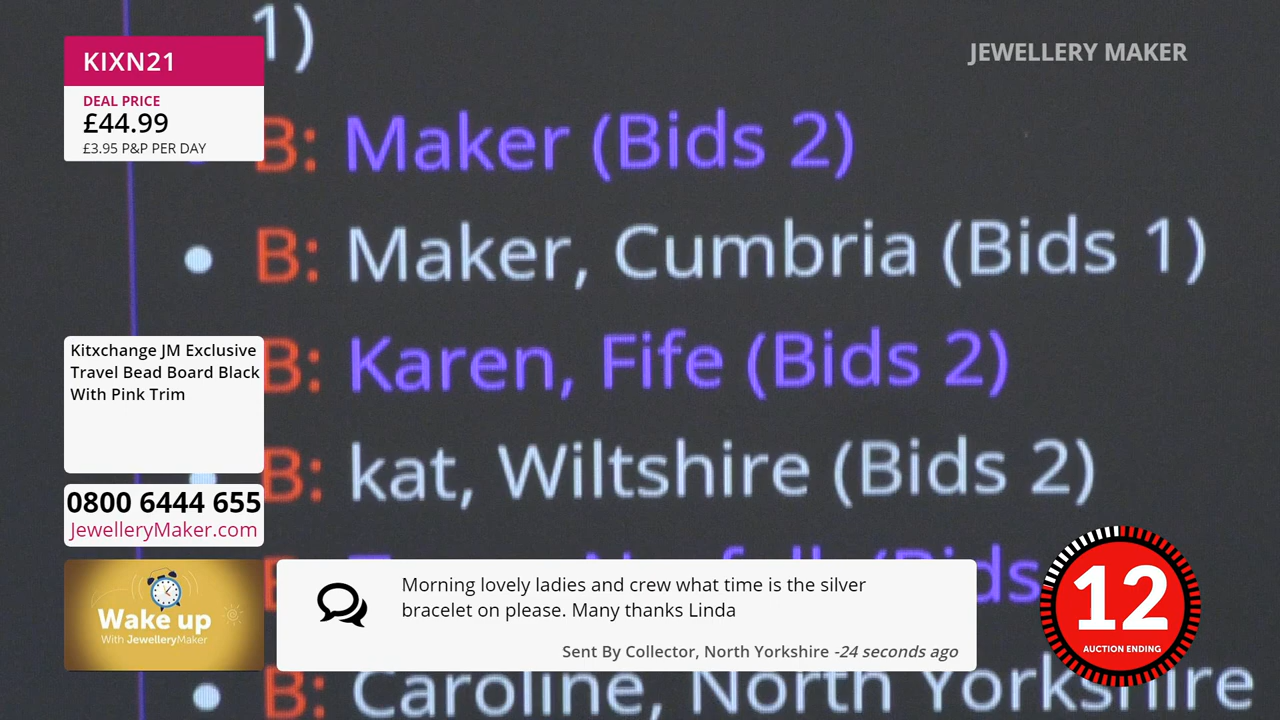 1)
KIXN21
JEWELLERY MAKER
DEAL PRICE
£44.99
£3.95 P&P PER DAY
B: Maker (Bids 2)
B: Maker, Cumbria (Bids 1)
B: Karen, Fife (Bids 2)
Kitxchange JM Exclusive
Travel Bead Board Black
With Pink Trim
B: kat, Wiltshire (Bids 2)
0800 6444 655
JewelleryMaker.com
(Bids
Wake up
With JewelleryMaker
Morning lovely ladies and crew what time is the silver
bracelet on please. Many thanks Linda
Sent By Collector, North Yorkshire -24 seconds ago
12
AUCTION ENDING
B: Caroline, North Yorkshire